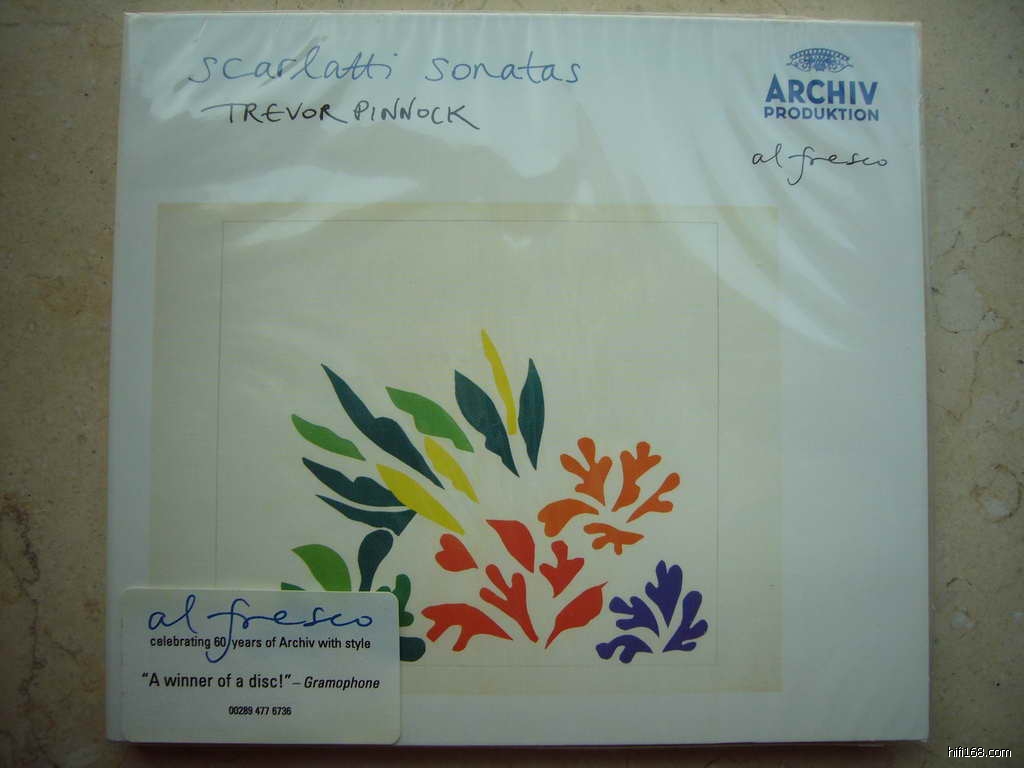 scarlatti sonatas
TREVOR PINNOCK
ARCHIV
PRODUKTION
al fresco
al fresco
celebrating 60 years of Archiv with style
“A winner of a disc!” – Gramophone
00289 477 6736
hifi168.com